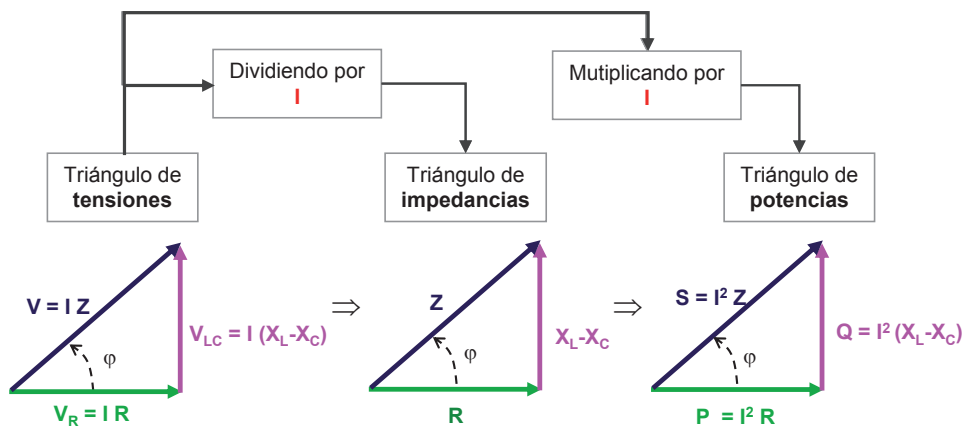 Dividiendo por
I
Mutiplicando por
I
Triángulo de
tensiones
Triángulo de
impedancias
Triángulo de
potencias
V = I Z
V_LC = I (X_L-X_C)
φ
V_R = I R
⇒
Z
X_L-X_C
φ
R
⇒
S = I² Z
Q = I² (X_L-X_C)
φ
P = I² R